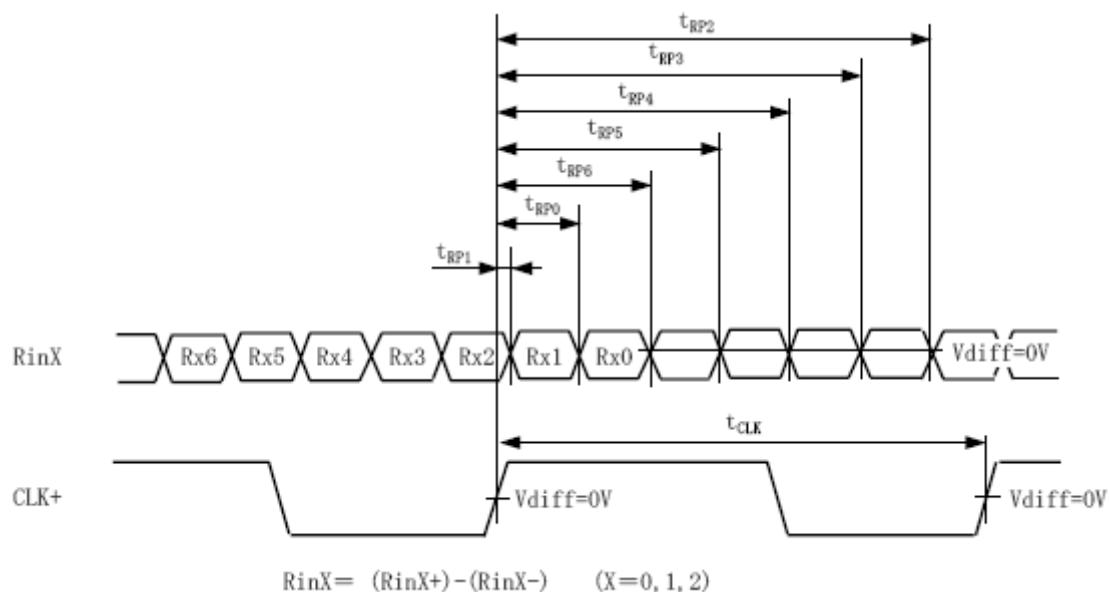 tRP2
tRP3
tRP4
tRP5
tRP6
tRP0
tRP1
RinX Rx6 Rx5 Rx4 Rx3 Rx2 Rx1 Rx0 Vdiff=0V
tCLK
CLK+ Vdiff=0V Vdiff=0V
RinX= (RinX+)-(RinX-) (X=0, 1, 2)